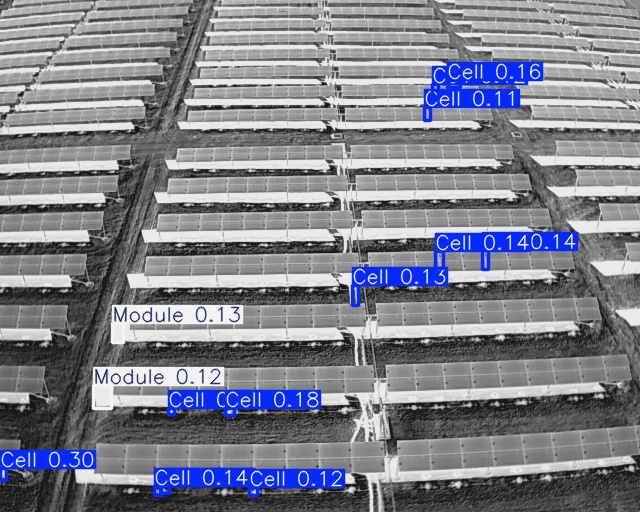 Cell 0.16
Cell 0.11
Cell 0.140.14
Cell 0.13
Module 0.13
Module 0.12
Cell 0.18
Cell 0.30
Cell 0.14
Cell 0.12